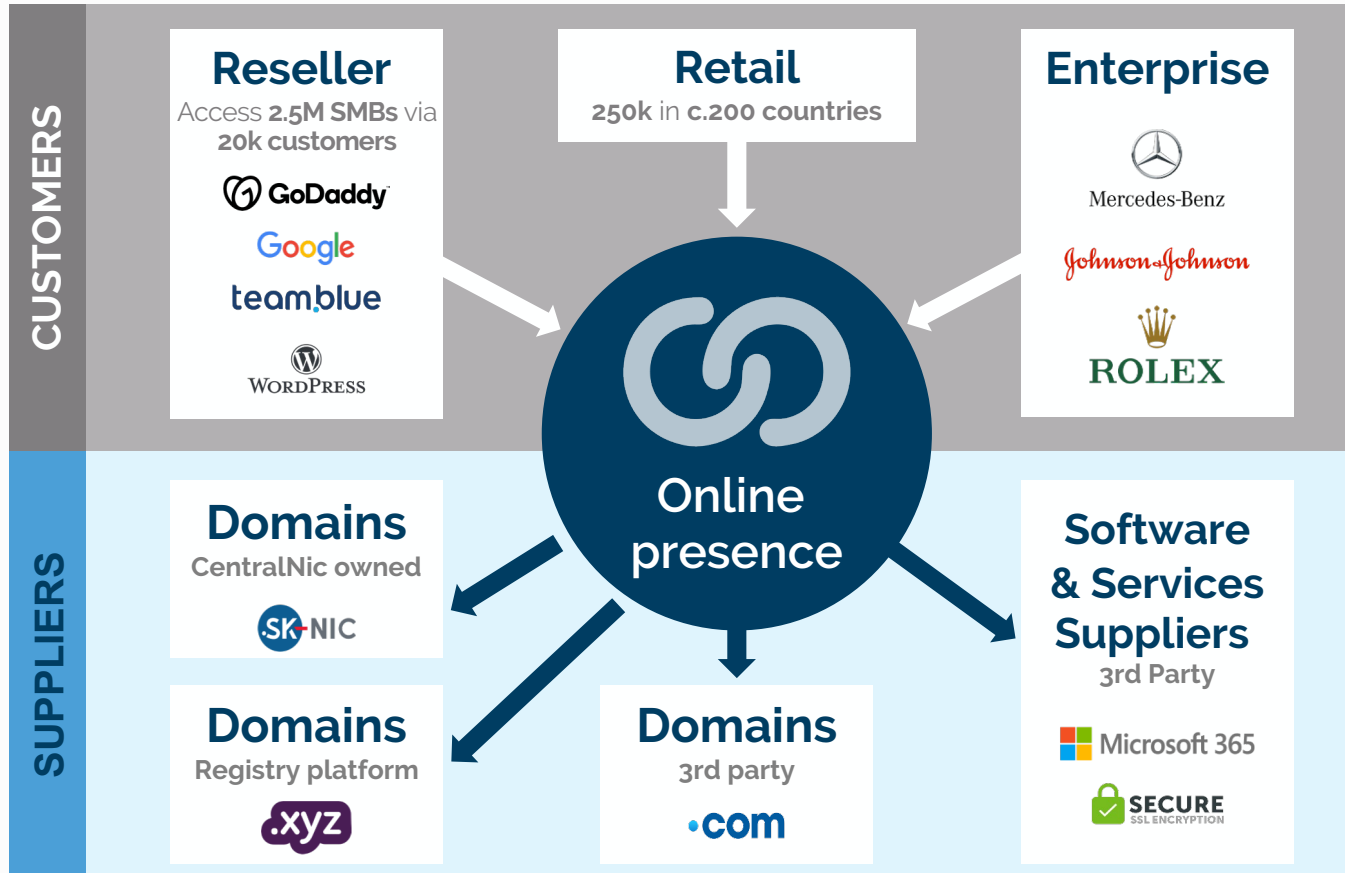 CUSTOMERS
Reseller
Access 2.5M SMBs via
20k customers
GoDaddy™
Google
team.blue
WORDPRESS
Retail
250k in c.200 countries
Enterprise
Mercedes-Benz
Johnson & Johnson
ROLEX
Online
presence
SUPPLIERS
Domains
CentralNic owned
.SK-NIC
Domains
Registry platform
.xyz
Domains
3rd party
.com
Software
& Services
Suppliers
3rd Party
Microsoft 365
SECURE
SSL ENCRYPTION